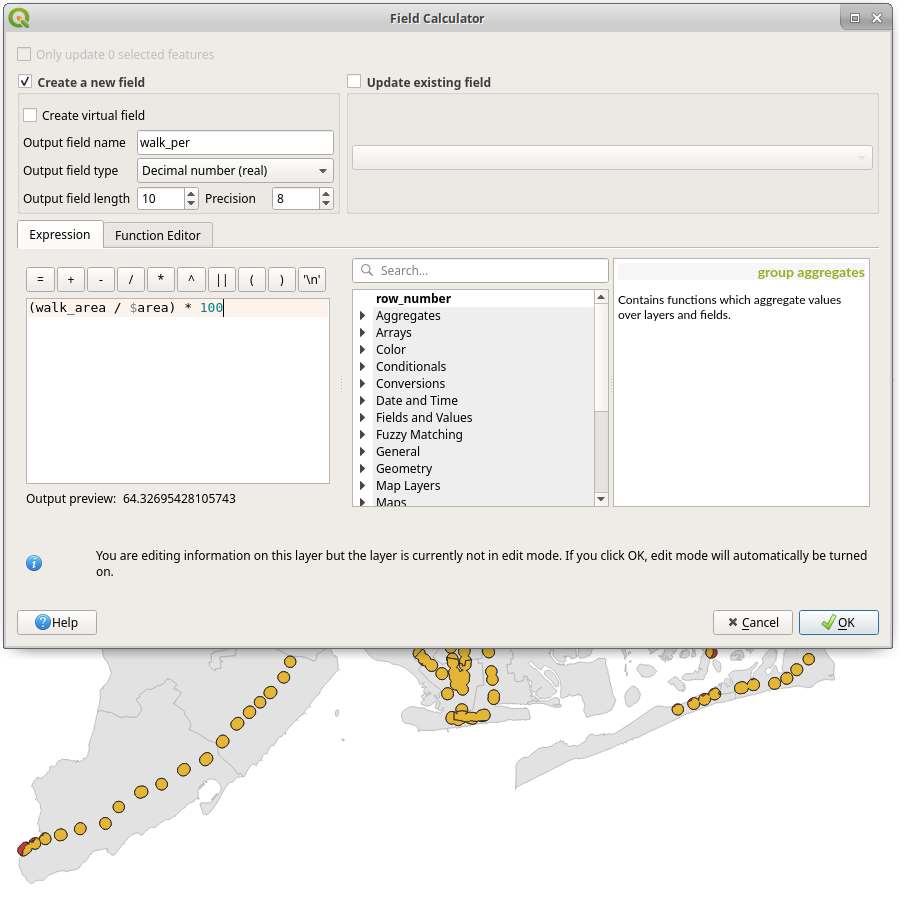 Field Calculator
Only update 0 selected features
Create a new field
Update existing field
Create virtual field
Output field name walk_per
Output field type Decimal number (real)
Output field length 10 Precision 8
Expression Function Editor
= + - / * ^ || ( ) '\n'
Search...
group aggregates
(walk_area / $area) * 100
row_number
Aggregates
Arrays
Color
Conditionals
Conversions
Date and Time
Fields and Values
Fuzzy Matching
General
Geometry
Map Layers
Maps
Contains functions which aggregate values
over layers and fields.
Output preview: 64.32695428105743
You are editing information on this layer but the layer is currently not in edit mode. If you click OK, edit mode will automatically be turned
on.
Help
Cancel
OK